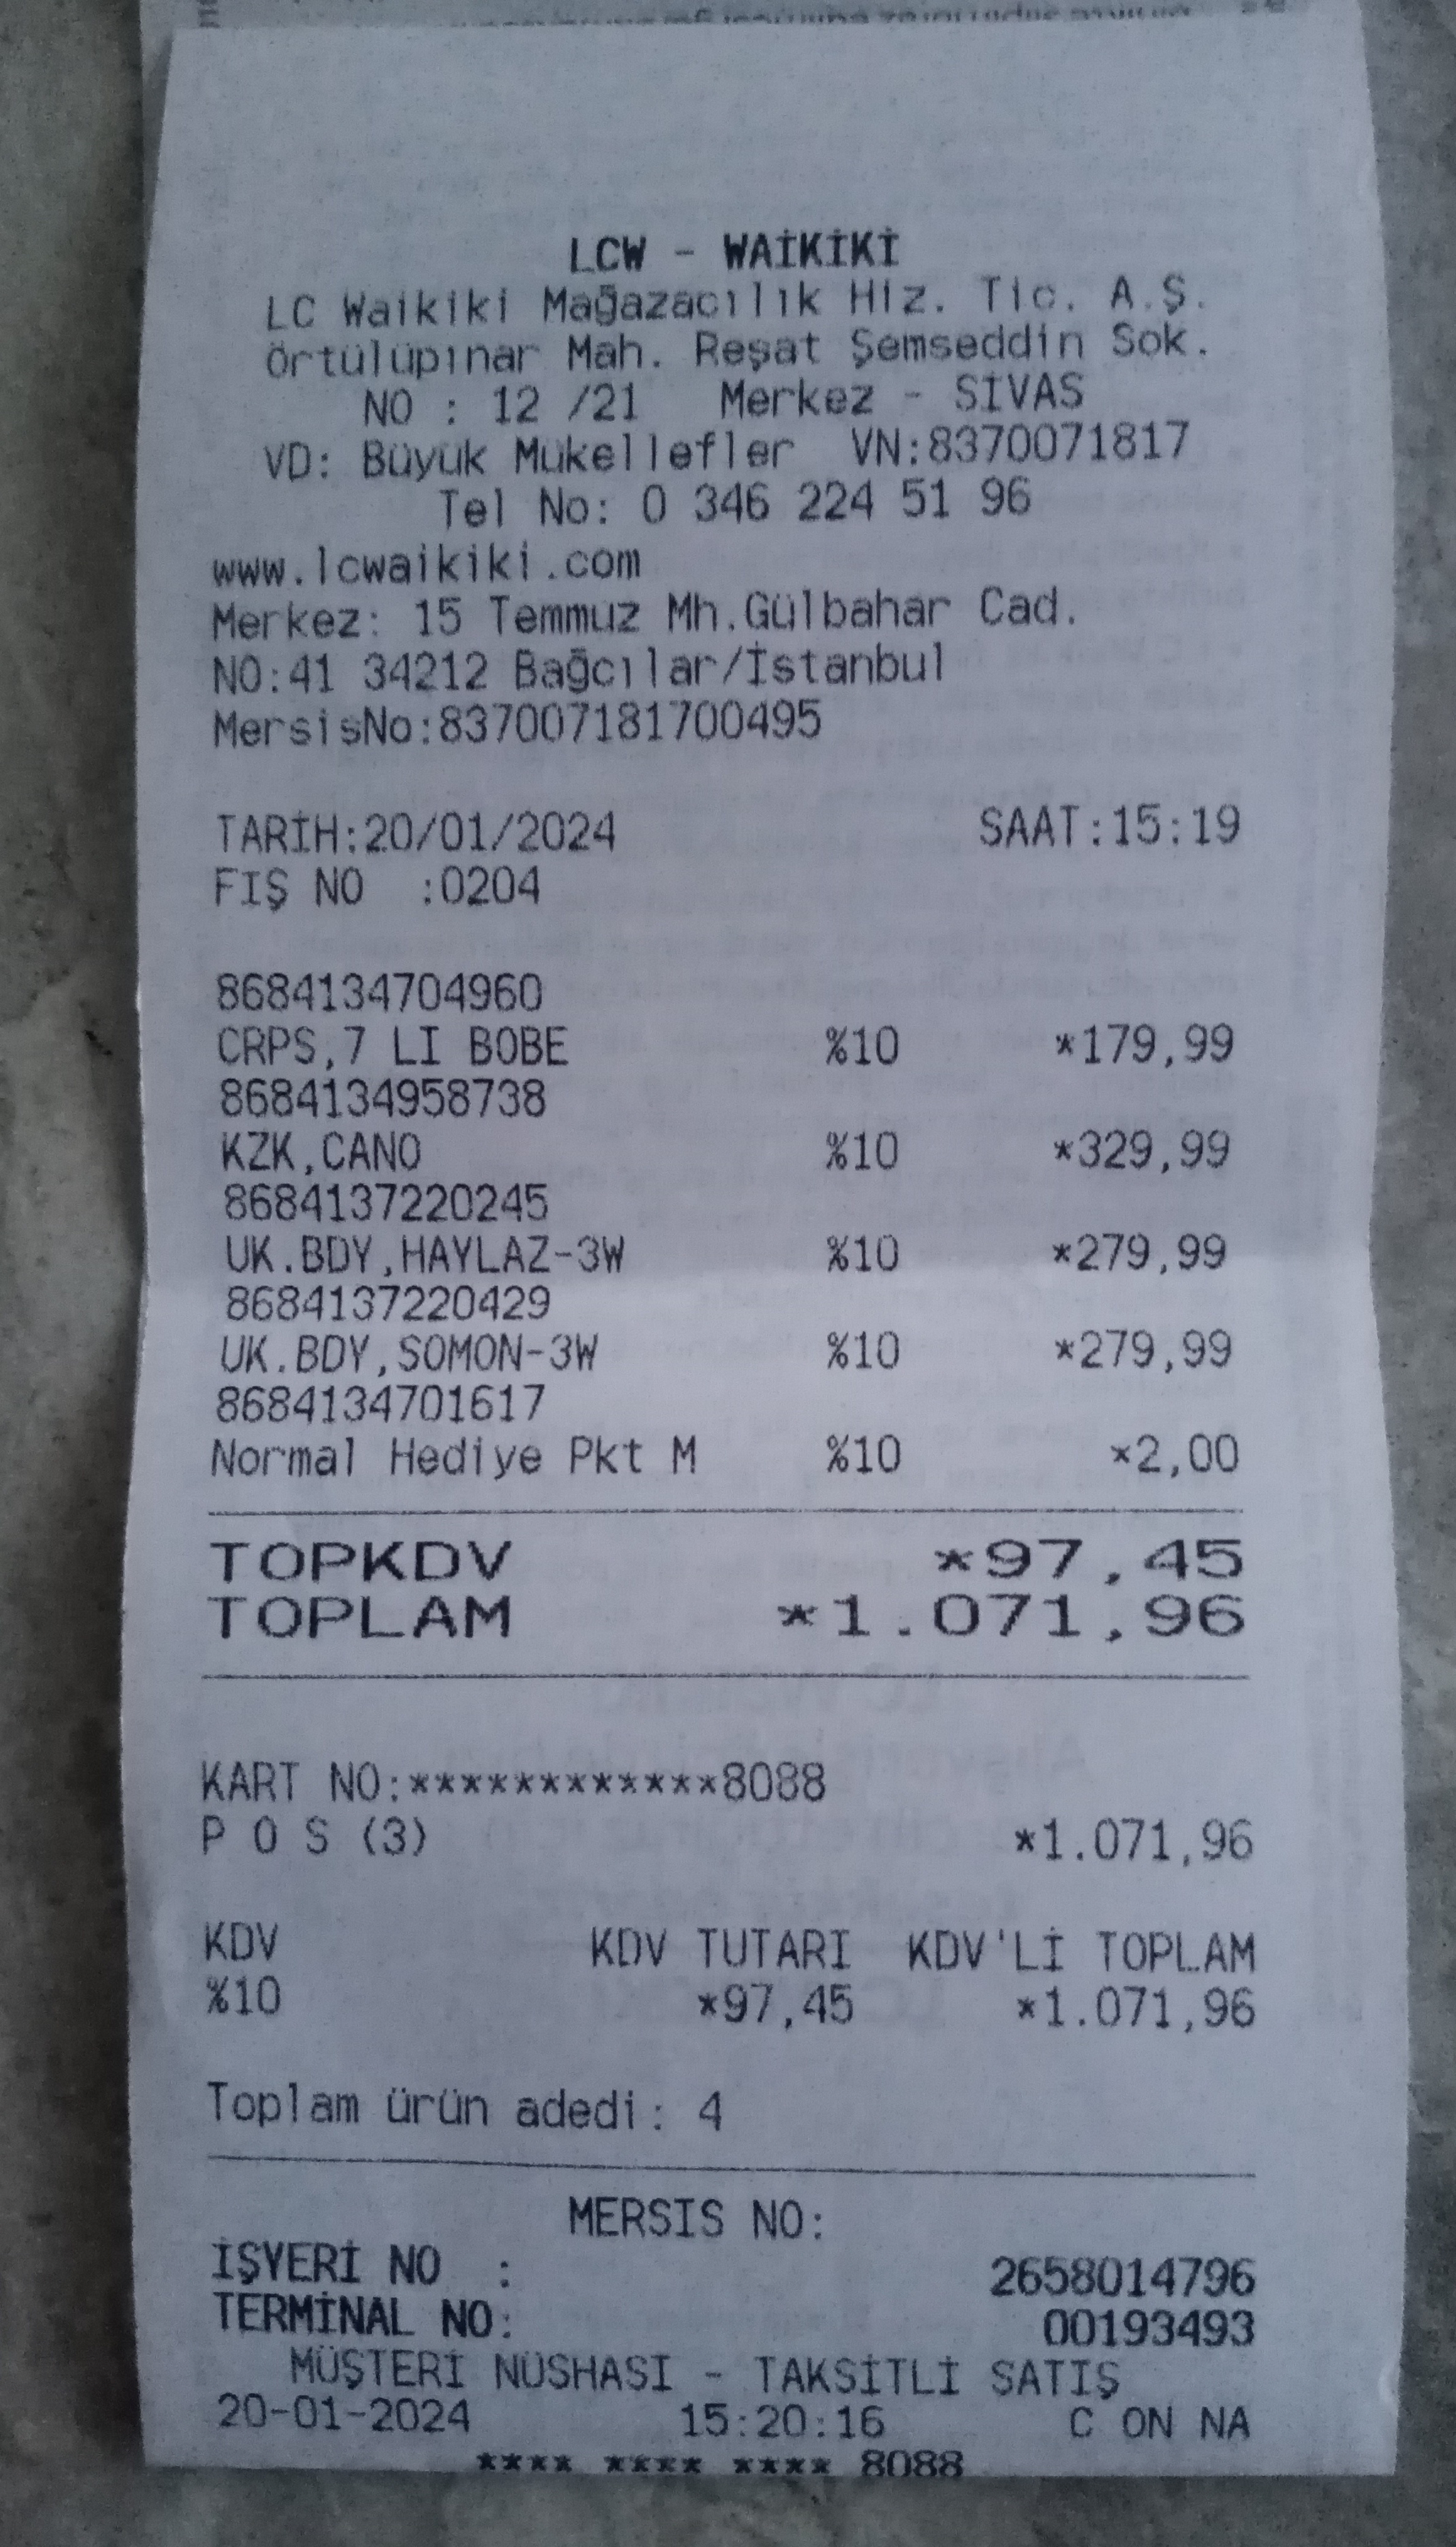 LCW - WAİKİKİ
LC Waikiki Mağazacılık Hiz. Tic. A.Ş.
Örtülüpınar Mah. Reşat Şemseddin Sok.
NO : 12 /21 Merkez - SİVAS
VD: Büyük Mükellefler VN:8370071817
Tel No: 0 346 224 51 96
www.lcwaikiki.com
Merkez: 15 Temmuz Mh.Gülbahar Cad.
NO:41 34212 Bağcılar/İstanbul
MersisNo:837007181700495
TARİH:20/01/2024 SAAT:15:19
FİŞ NO :0204
8684134704960
CRPS,7 LI BOBE %10 *179,99
8684134958738
KZK,CANO %10 *329,99
8684137220245
UK.BDY,HAYLAZ-3W %10 *279,99
8684137220429
UK.BDY,SOMON-3W %10 *279,99
8684134701617
Normal Hediye Pkt M %10 *2,00
TOPKDV *97,45
TOPLAM *1.071,96
KART NO:************8088
P O S (3) *1.071,96
KDV KDV TUTARI KDV'Lİ TOPLAM
%10 *97,45 *1.071,96
Toplam ürün adedi: 4
MERSIS NO:
İŞYERİ NO : 2658014796
TERMİNAL NO: 00193493
MÜŞTERİ NÜSHASI - TAKSİTLİ SATIŞ
20-01-2024 15:20:16 C ON NA
**** **** **** 8088